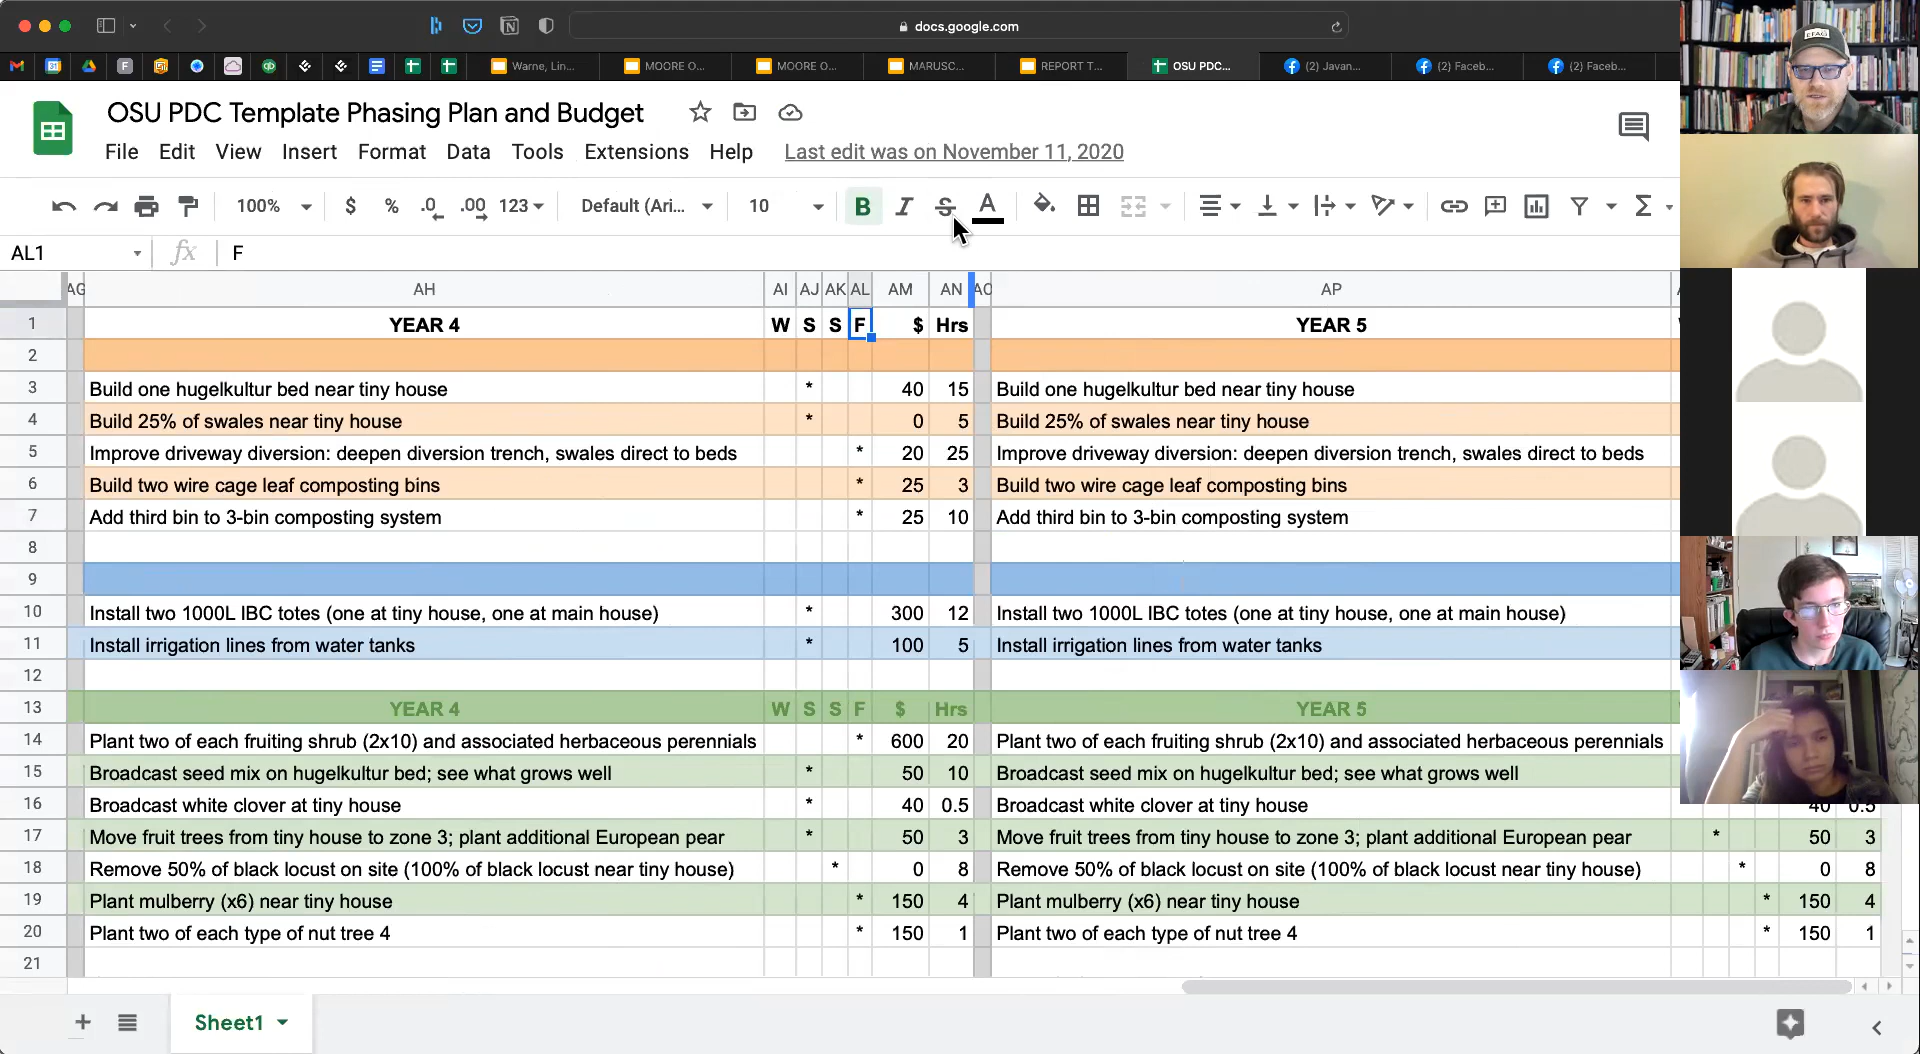 docs.google.com
Warne, Lin...
MOORE O...
MOORE O...
MARUSC...
REPORT T...
OSU PDC...
(2) Javan...
(2) Faceb...
(2) Faceb...
OSU PDC Template Phasing Plan and Budget
File Edit View Insert Format Data Tools Extensions Help Last edit was on November 11, 2020
100% $ % .0 .00 123 Default (Ari... 10 B I S A
AL1 fx F
AG AH AI AJ AK AL AM AN AO AP
1 YEAR 4 W S S F $ Hrs YEAR 5
2
3 Build one hugelkultur bed near tiny house * 40 15 Build one hugelkultur bed near tiny house
4 Build 25% of swales near tiny house * 0 5 Build 25% of swales near tiny house
5 Improve driveway diversion: deepen diversion trench, swales direct to beds * 20 25 Improve driveway diversion: deepen diversion trench, swales direct to beds
6 Build two wire cage leaf composting bins * 25 3 Build two wire cage leaf composting bins
7 Add third bin to 3-bin composting system * 25 10 Add third bin to 3-bin composting system
8
9
10 Install two 1000L IBC totes (one at tiny house, one at main house) * 300 12 Install two 1000L IBC totes (one at tiny house, one at main house)
11 Install irrigation lines from water tanks * 100 5 Install irrigation lines from water tanks
12
13 YEAR 4 W S S F $ Hrs YEAR 5
14 Plant two of each fruiting shrub (2x10) and associated herbaceous perennials * 600 20 Plant two of each fruiting shrub (2x10) and associated herbaceous perennials
15 Broadcast seed mix on hugelkultur bed; see what grows well * 50 10 Broadcast seed mix on hugelkultur bed; see what grows well
16 Broadcast white clover at tiny house * 40 0.5 Broadcast white clover at tiny house 40 0.5
17 Move fruit trees from tiny house to zone 3; plant additional European pear * 50 3 Move fruit trees from tiny house to zone 3; plant additional European pear * 50 3
18 Remove 50% of black locust on site (100% of black locust near tiny house) * 0 8 Remove 50% of black locust on site (100% of black locust near tiny house) * 0 8
19 Plant mulberry (x6) near tiny house * 150 4 Plant mulberry (x6) near tiny house * 150 4
20 Plant two of each type of nut tree 4 * 150 1 Plant two of each type of nut tree 4 * 150 1
21
Sheet1